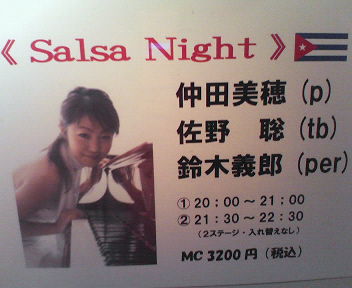 《 Salsa Night 》
仲田美穂 (p)
佐野 聡 (tb)
鈴木義郎 (per)
① 20：00～21：00
② 21：30～22：30
（2ステージ・入れ替えなし）
MC 3200円（税込）